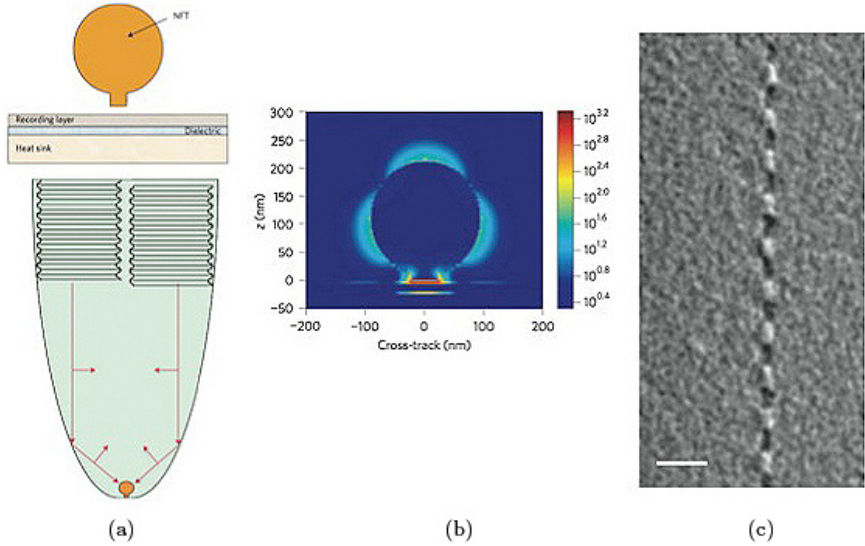 NFT
Recording layer
Dielectric
Heat sink
300
250
200
150
100
50
0
−50
z (nm)
−200
−100
0
100
200
Cross-track (nm)
10^3.2
10^2.8
10^2.4
10^2.0
10^1.6
10^1.2
10^0.8
10^0.4
(a)
(b)
(c)